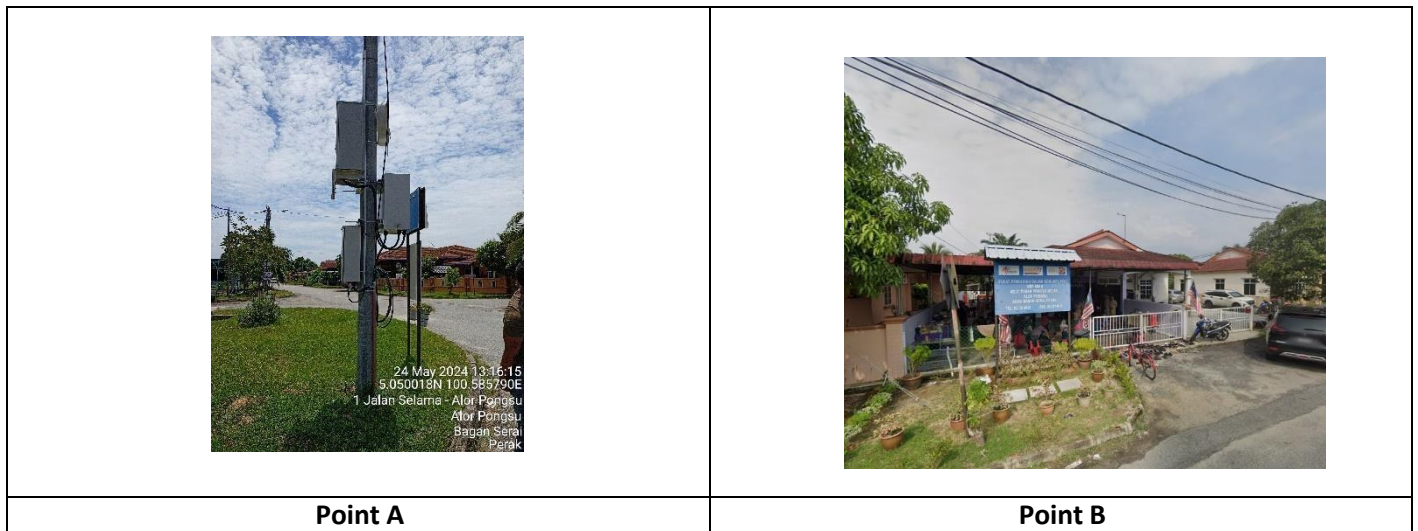 24 May 2024 13:16:15
5.050018N 100.585790E
1 Jalan Selama - Alor Pongsu
Alor Pongsu
Bagan Serai
Perak
Point A
Point B